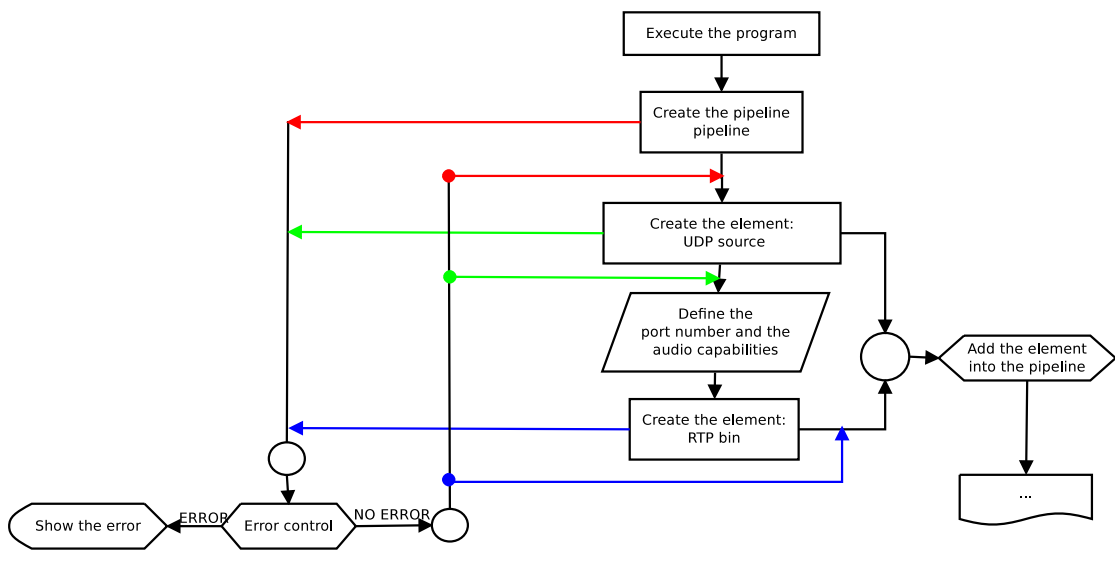 Execute the program
Create the pipeline
pipeline
Create the element:
UDP source
Define the
port number and the
audio capabilities
Add the element
into the pipeline
Create the element:
RTP bin
...
Show the error
ERROR
Error control
NO ERROR